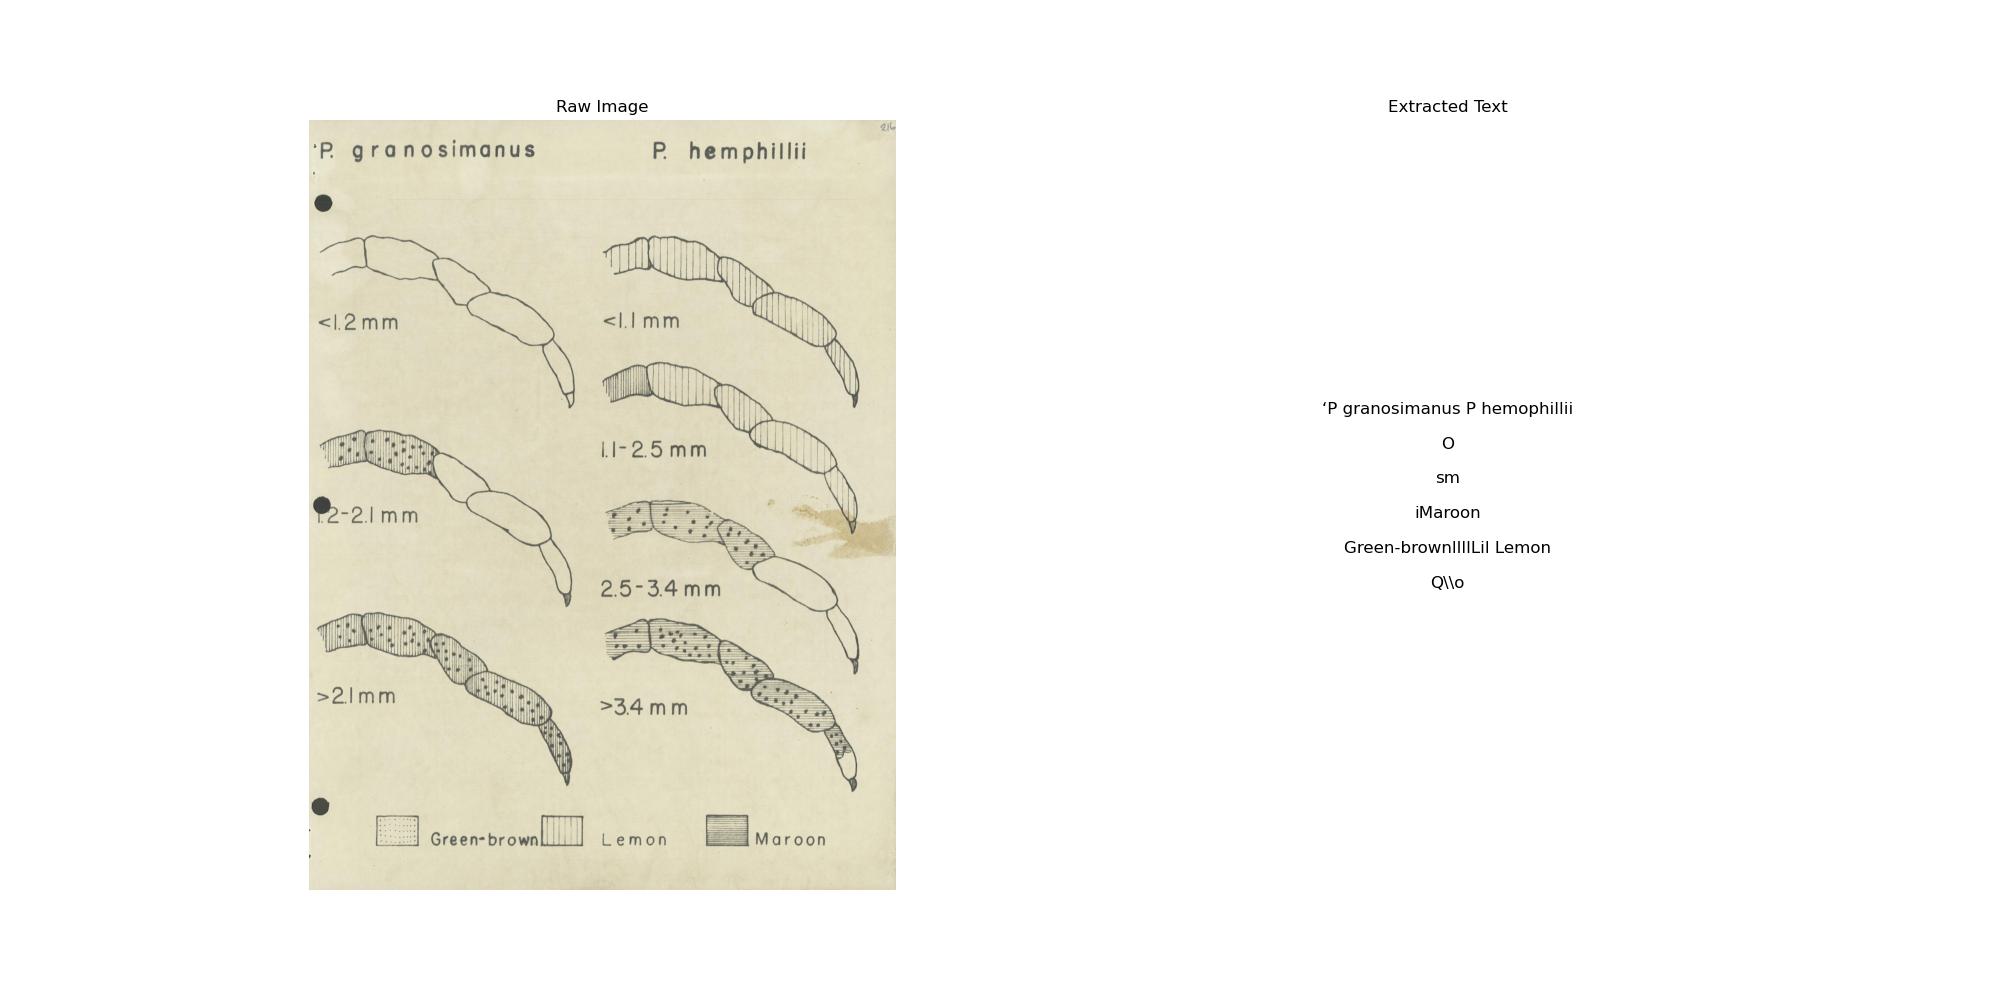 Raw Image
Extracted Text
216
P. granosimanus
P. hemphillii
<1.2 mm
<1.1 mm
1.1-2.5 mm
1.2-2.1 mm
2.5-3.4 mm
>2.1 mm
>3.4 mm
Green-brown
Lemon
Maroon
‘P granosimanus P hemophillii
O
sm
iMaroon
Green-brownllllLil Lemon
Q\\o